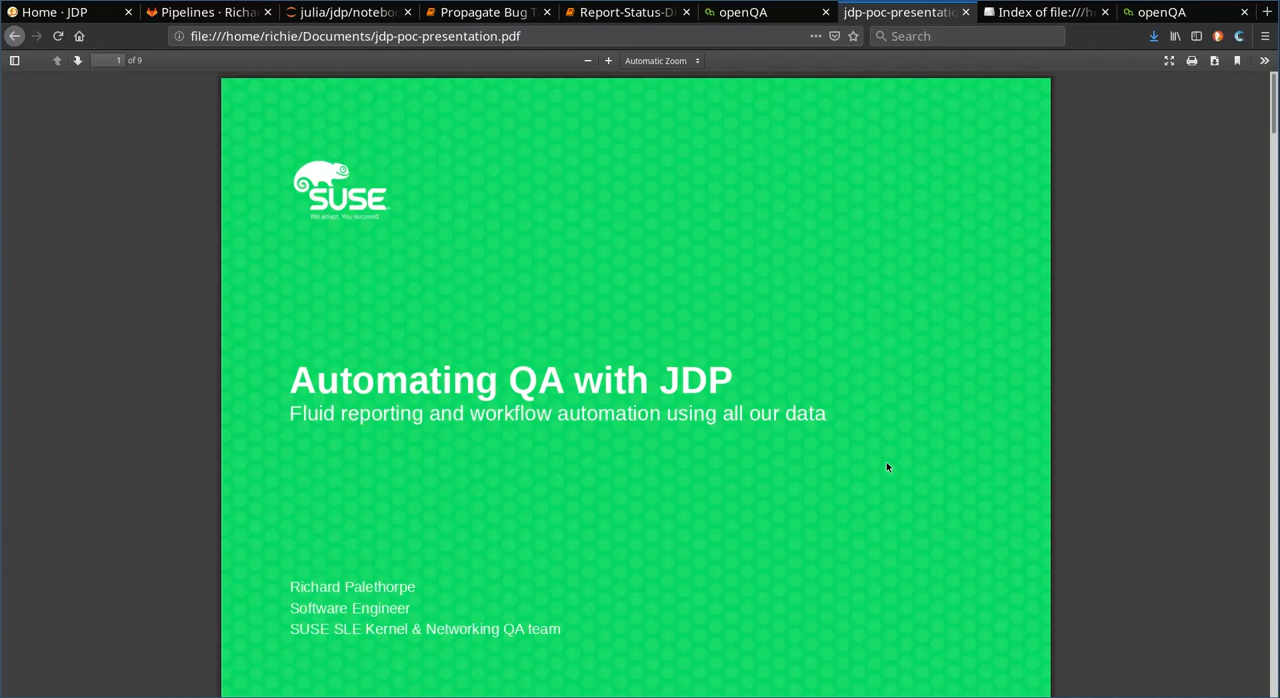 Home · JDP
Pipelines · Richa
julia/jdp/noteboo
Propagate Bug T
Report-Status-Di
openQA
jdp-poc-presentatio
Index of file:///h
openQA
file:///home/richie/Documents/jdp-poc-presentation.pdf
Search
1 of 9
Automatic Zoom
SUSE
We adapt. You succeed.
Automating QA with JDP
Fluid reporting and workflow automation using all our data
Richard Palethorpe
Software Engineer
SUSE SLE Kernel & Networking QA team